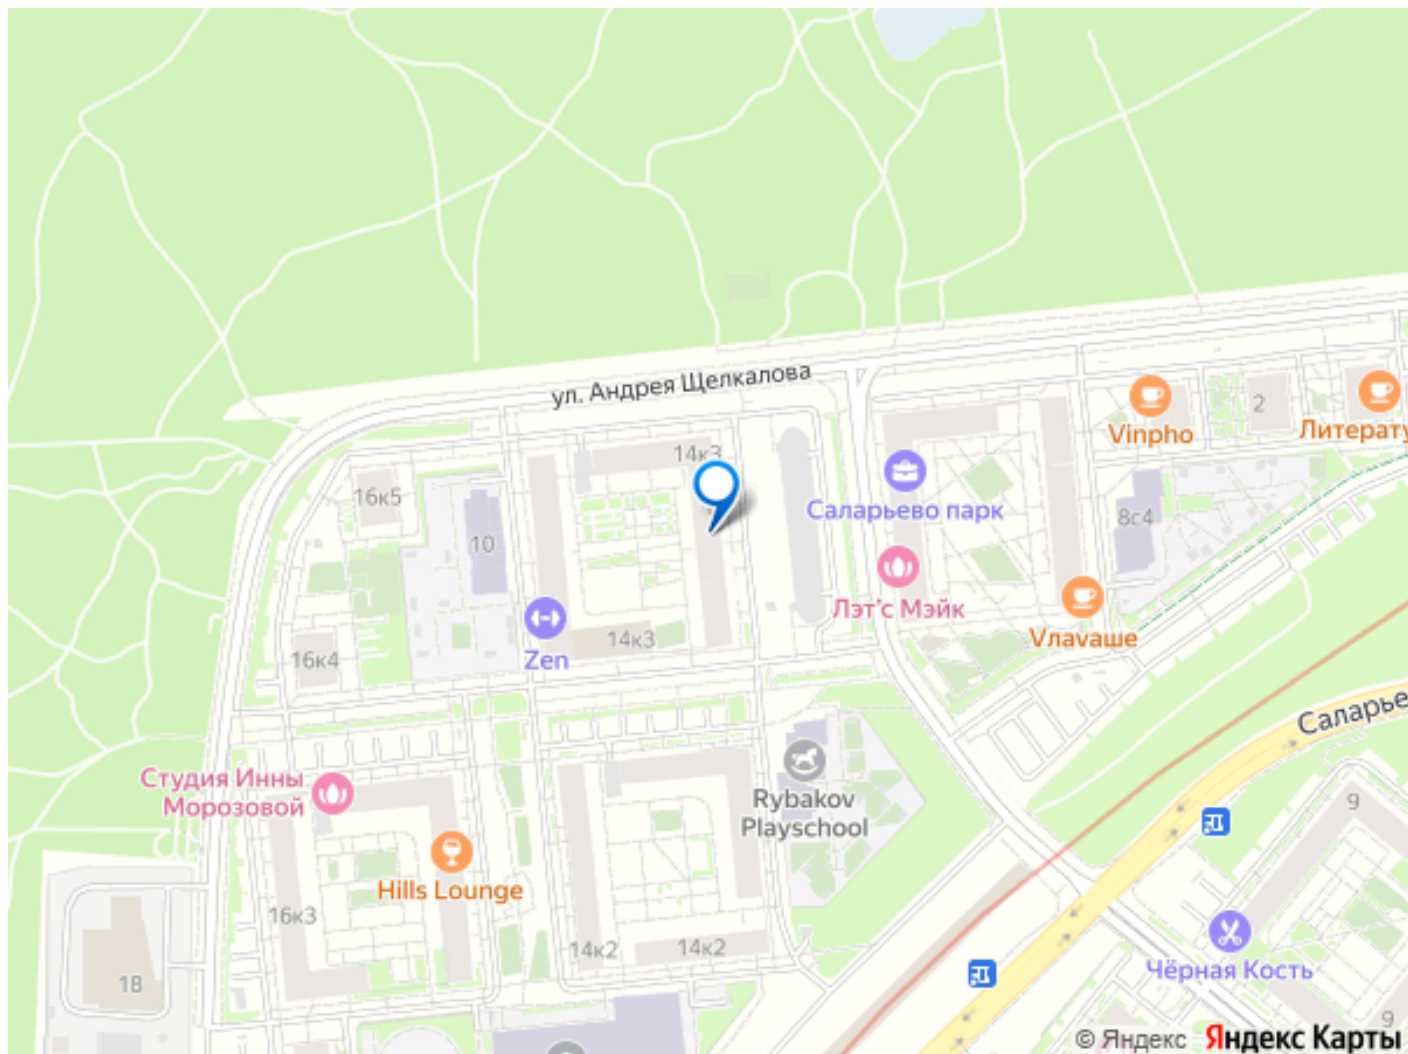 ул. Андрея Щелкалова
14к3
16к5
10
Vinpho
2
Литерату
Саларьево парк
8с4
Лэт'с Мэйк
Vлаvаше
Zen
14к3
16к4
Саларье
Студия Инны
Морозовой
Rybakov
Playschool
9
Hills Lounge
16к3
14к2
14к2
Чёрная Кость
18
9
© Яндекс Яндекс Карты